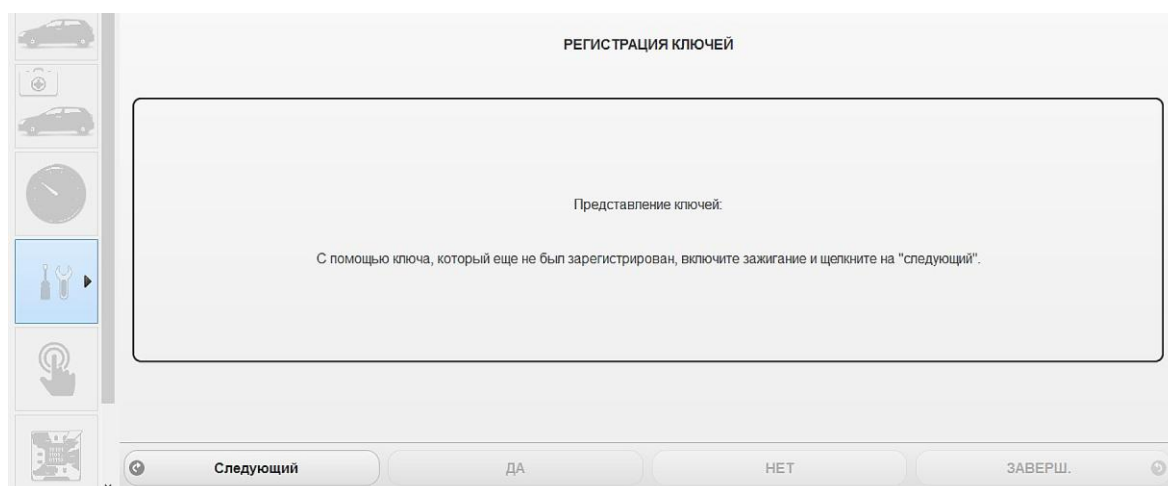 РЕГИСТРАЦИЯ КЛЮЧЕЙ
Представление ключей:
С помощью ключа, который еще не был зарегистрирован, включите зажигание и щелкните на "следующий".
Следующий
ДА
НЕТ
ЗАВЕРШ.